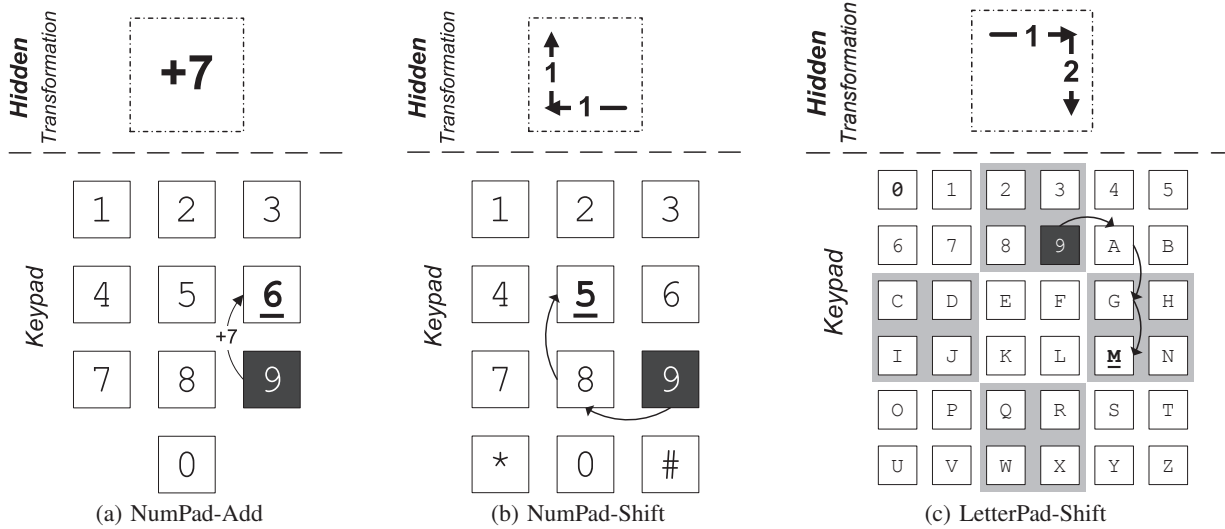 Hidden
Transformation
+7
Keypad
1 2 3
4 5 6
+7
7 8 9
0
(a) NumPad-Add
Hidden
Transformation
1
1
Keypad
1 2 3
4 5 6
7 8 9
* 0 #
(b) NumPad-Shift
Hidden
Transformation
1
2
Keypad
0 1 2 3 4 5
6 7 8 9 A B
C D E F G H
I J K L M N
O P Q R S T
U V W X Y Z
(c) LetterPad-Shift